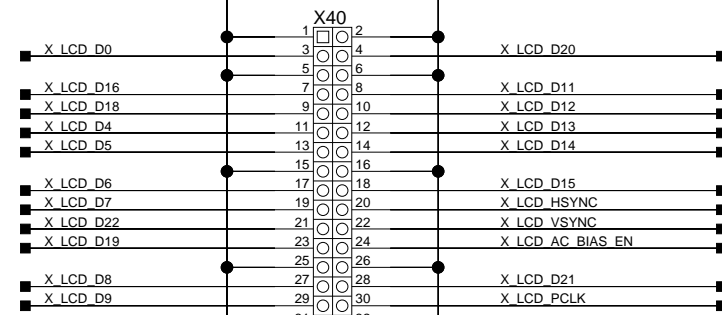 X40
1 2
X_LCD_D0 3 4 X_LCD_D20
5 6
X_LCD_D16 7 8 X_LCD_D11
X_LCD_D18 9 10 X_LCD_D12
X_LCD_D4 11 12 X_LCD_D13
X_LCD_D5 13 14 X_LCD_D14
15 16
X_LCD_D6 17 18 X_LCD_D15
X_LCD_D7 19 20 X_LCD_HSYNC
X_LCD_D22 21 22 X_LCD_VSYNC
X_LCD_D19 23 24 X_LCD_AC_BIAS_EN
25 26
X_LCD_D8 27 28 X_LCD_D21
X_LCD_D9 29 30 X_LCD_PCLK